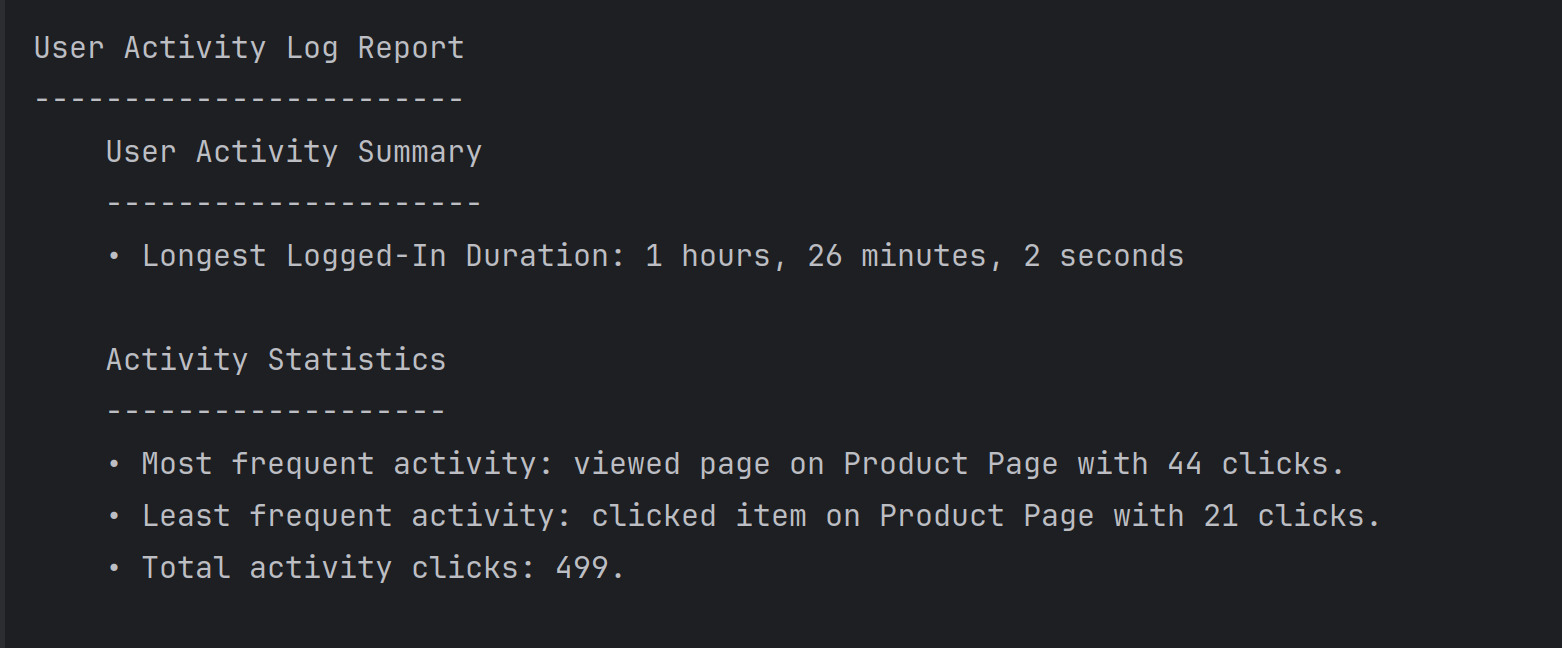 User Activity Log Report
------------------------
User Activity Summary
---------------------
• Longest Logged-In Duration: 1 hours, 26 minutes, 2 seconds
Activity Statistics
-------------------
• Most frequent activity: viewed page on Product Page with 44 clicks.
• Least frequent activity: clicked item on Product Page with 21 clicks.
• Total activity clicks: 499.